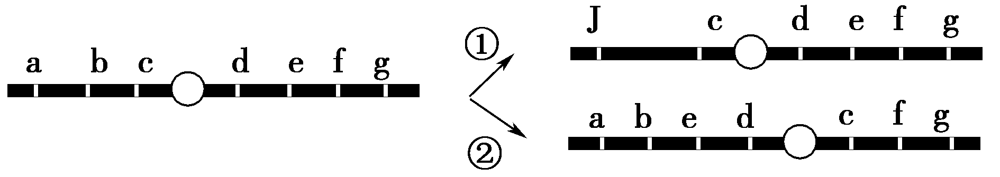 a b c d e f g
①
②
J c d e f g
a b e d c f g